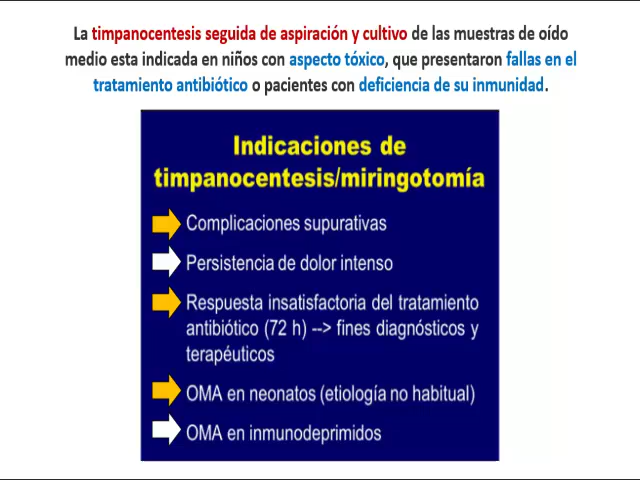 La timpanocentesis seguida de aspiración y cultivo de las muestras de oído
medio esta indicada en niños con aspecto tóxico, que presentaron fallas en el
tratamiento antibiótico o pacientes con deficiencia de su inmunidad.
Indicaciones de
timpanocentesis/miringotomía
Complicaciones supurativas
Persistencia de dolor intenso
Respuesta insatisfactoria del tratamiento
antibiótico (72 h) --> fines diagnósticos y
terapéuticos
OMA en neonatos (etiología no habitual)
OMA en inmunodeprimidos